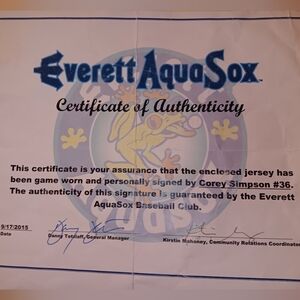 Everett AquaSox™
Certificate of Authenticity
This certificate is your assurance that the enclosed jersey has
been game worn and personally signed by Corey Simpson #36.
The authenticity of this signature is guaranteed by the Everett
AquaSox Baseball Club.
9/17/2015
Date
Danny Tetzlaff, General Manager
Kirstin Mahoney, Community Relations Coordinator